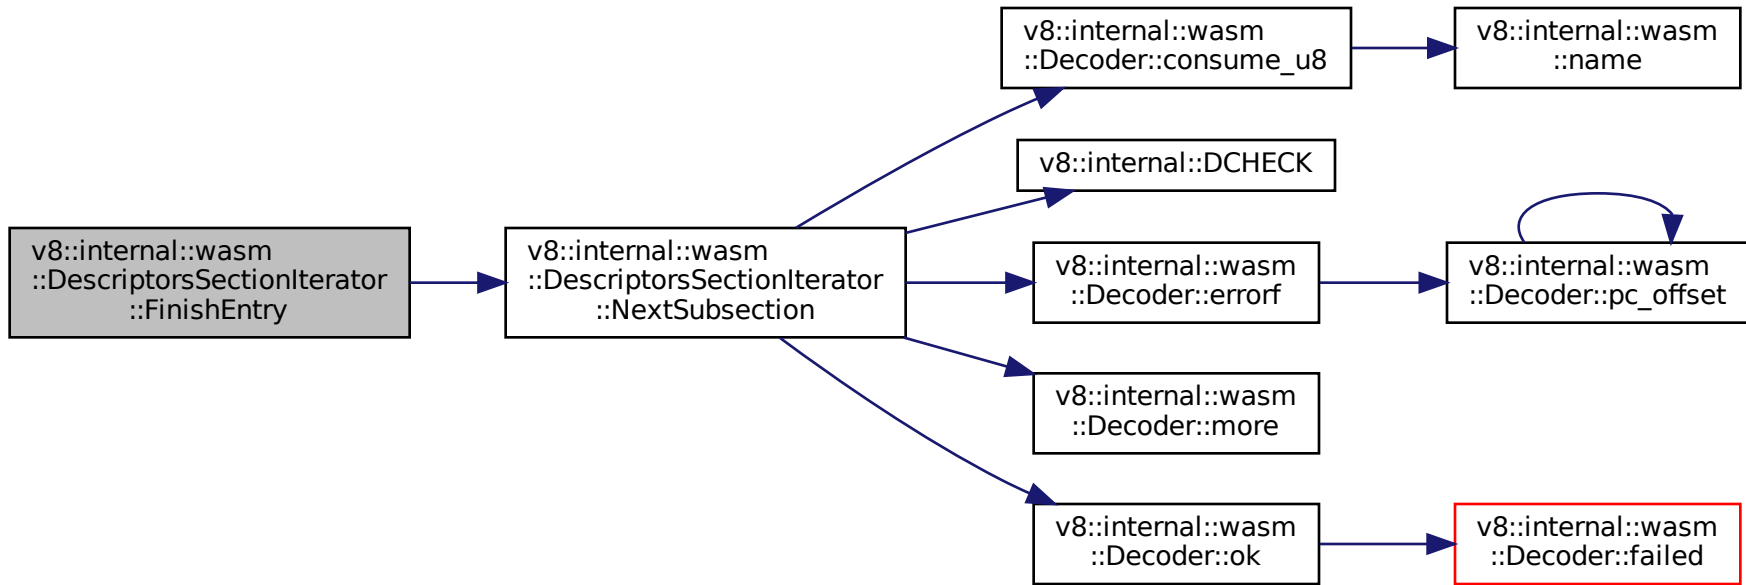 v8::internal::wasm
::DescriptorsSectionIterator
::FinishEntry
v8::internal::wasm
::DescriptorsSectionIterator
::NextSubsection
v8::internal::wasm
::Decoder::consume_u8
v8::internal::wasm
::name
v8::internal::DCHECK
v8::internal::wasm
::Decoder::errorf
v8::internal::wasm
::Decoder::pc_offset
v8::internal::wasm
::Decoder::more
v8::internal::wasm
::Decoder::ok
v8::internal::wasm
::Decoder::failed